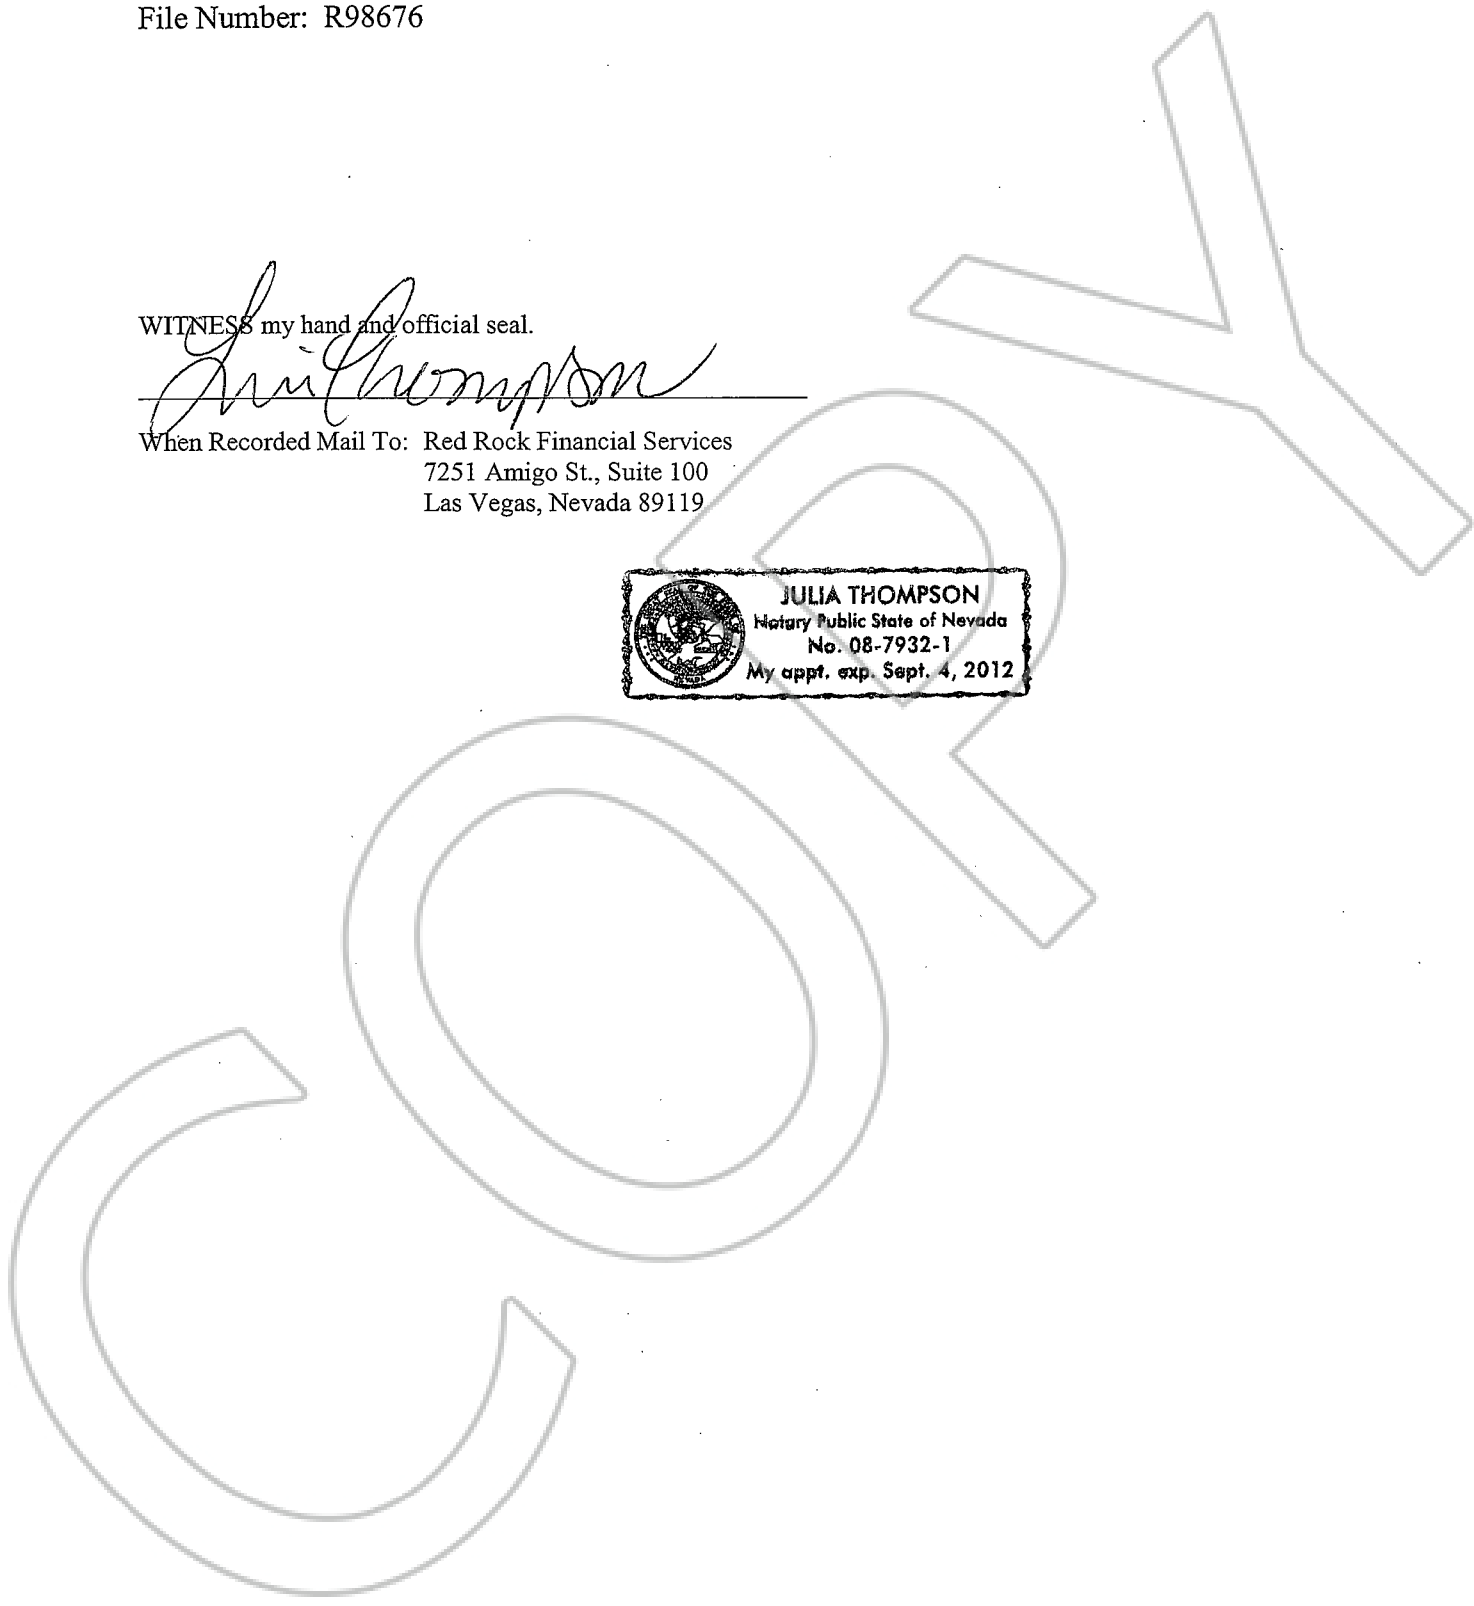 File Number: R98676
WITNESS my hand and official seal.
When Recorded Mail To: Red Rock Financial Services
7251 Amigo St., Suite 100
Las Vegas, Nevada 89119
JULIA THOMPSON
Notary Public State of Nevada
No. 08-7932-1
My appt. exp. Sept. 4, 2012
COPY